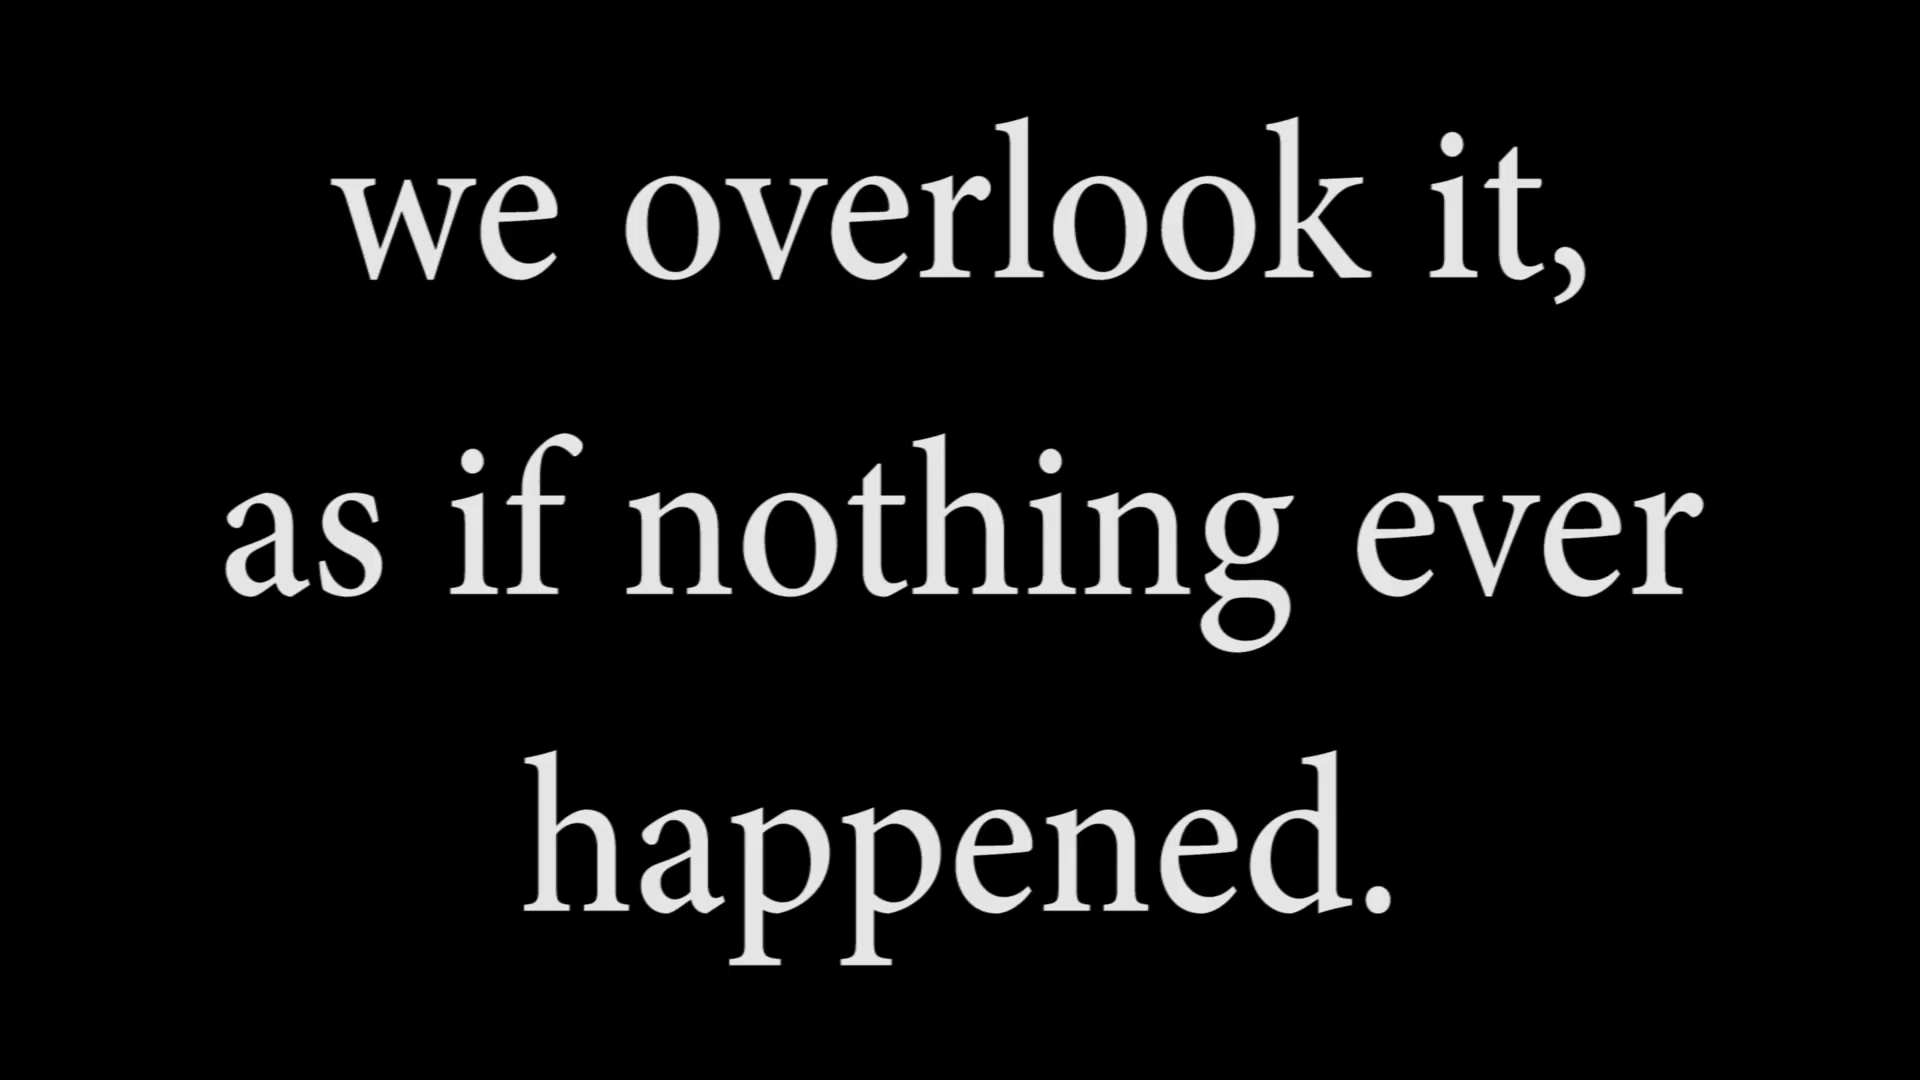 we overlook it,
as if nothing ever
happened.